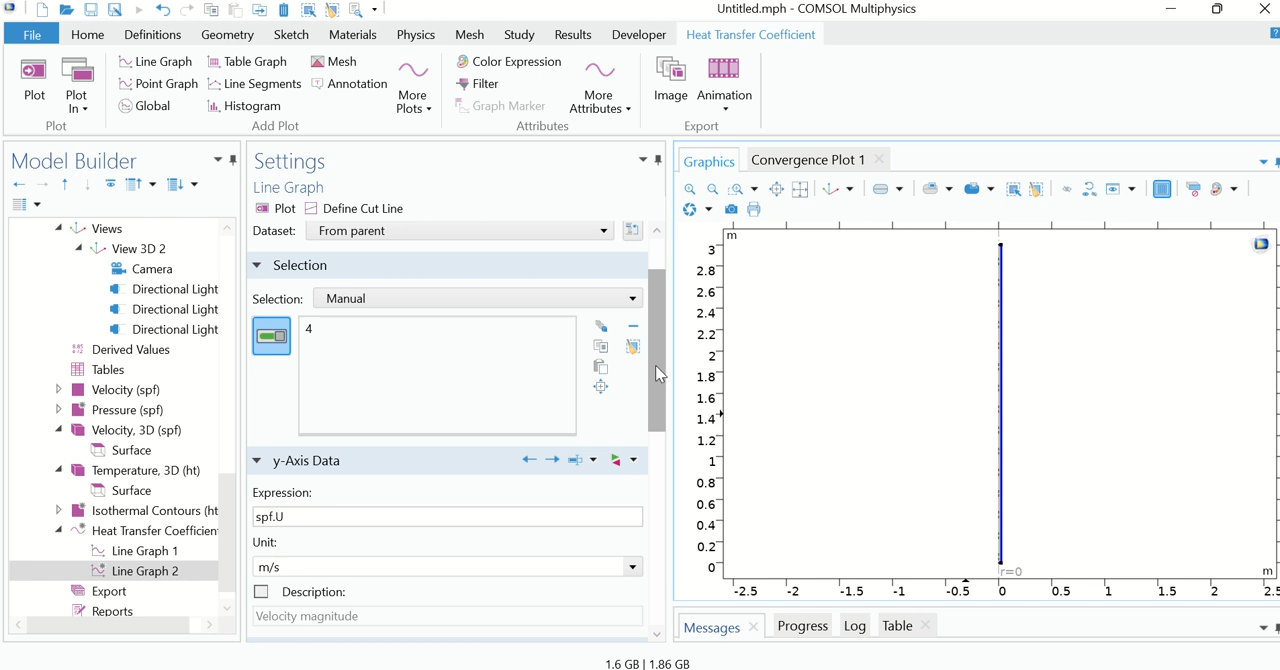 Untitled.mph - COMSOL Multiphysics
File Home Definitions Geometry Sketch Materials Physics Mesh Study Results Developer Heat Transfer Coefficient
Plot
Plot In
Plot
Line Graph Table Graph Mesh
Point Graph Line Segments Annotation
Global Histogram
More Plots
Add Plot
Color Expression
Filter
Graph Marker
More Attributes
Attributes
Image Animation
Export
Model Builder
Views
View 3D 2
Camera
Directional Light
Directional Light
Directional Light
Derived Values
Tables
Velocity (spf)
Pressure (spf)
Velocity, 3D (spf)
Surface
Temperature, 3D (ht)
Surface
Isothermal Contours (ht
Heat Transfer Coefficien
Line Graph 1
Line Graph 2
Export
Reports
Settings
Line Graph
Plot Define Cut Line
Dataset: From parent
Selection
Selection: Manual
4
y-Axis Data
Expression:
spf.U
Unit:
m/s
Description:
Velocity magnitude
Graphics Convergence Plot 1
m
3
2.8
2.6
2.4
2.2
2
1.8
1.6
1.4
1.2
1
0.8
0.6
0.4
0.2
0
r=0
m
-2.5 -2 -1.5 -1 -0.5 0 0.5 1 1.5 2 2.5
Messages Progress Log Table
1.6 GB | 1.86 GB